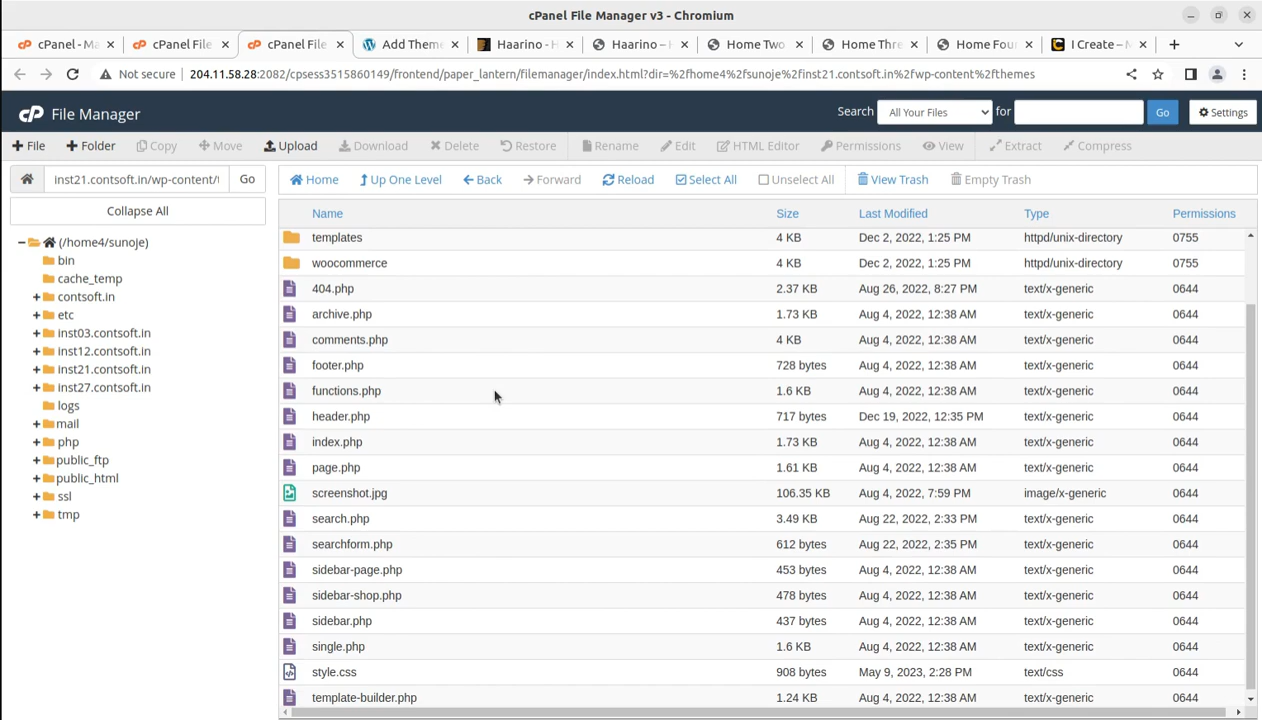 cPanel File Manager v3 - Chromium
cPanel - Ma
cPanel File
cPanel File
Add Them
Haarino - H
Haarino –
Home Two
Home Thre
Home Four
I Create –
Not secure
204.11.58.28:2082/cpsess3515860149/frontend/paper_lantern/filemanager/index.html?dir=%2fhome4%2fsunoje%2finst21.contsoft.in%2fwp-content%2fthemes
cP File Manager
Search All Your Files for Go Settings
File Folder Copy Move Upload Download Delete Restore Rename Edit HTML Editor Permissions View Extract Compress
inst21.contsoft.in/wp-content/ Go
Home Up One Level Back Forward Reload Select All Unselect All View Trash Empty Trash
Collapse All
(/home4/sunoje)
bin
cache_temp
contsoft.in
etc
inst03.contsoft.in
inst12.contsoft.in
inst21.contsoft.in
inst27.contsoft.in
logs
mail
php
public_ftp
public_html
ssl
tmp
Name Size Last Modified Type Permissions
templates 4 KB Dec 2, 2022, 1:25 PM httpd/unix-directory 0755
woocommerce 4 KB Dec 2, 2022, 1:25 PM httpd/unix-directory 0755
404.php 2.37 KB Aug 26, 2022, 8:27 PM text/x-generic 0644
archive.php 1.73 KB Aug 4, 2022, 12:38 AM text/x-generic 0644
comments.php 4 KB Aug 4, 2022, 12:38 AM text/x-generic 0644
footer.php 728 bytes Aug 4, 2022, 12:38 AM text/x-generic 0644
functions.php 1.6 KB Aug 4, 2022, 12:38 AM text/x-generic 0644
header.php 717 bytes Dec 19, 2022, 12:35 PM text/x-generic 0644
index.php 1.73 KB Aug 4, 2022, 12:38 AM text/x-generic 0644
page.php 1.61 KB Aug 4, 2022, 12:38 AM text/x-generic 0644
screenshot.jpg 106.35 KB Aug 4, 2022, 7:59 PM image/x-generic 0644
search.php 3.49 KB Aug 22, 2022, 2:33 PM text/x-generic 0644
searchform.php 612 bytes Aug 22, 2022, 2:35 PM text/x-generic 0644
sidebar-page.php 453 bytes Aug 4, 2022, 12:38 AM text/x-generic 0644
sidebar-shop.php 478 bytes Aug 4, 2022, 12:38 AM text/x-generic 0644
sidebar.php 437 bytes Aug 4, 2022, 12:38 AM text/x-generic 0644
single.php 1.6 KB Aug 4, 2022, 12:38 AM text/x-generic 0644
style.css 908 bytes May 9, 2023, 2:28 PM text/css 0644
template-builder.php 1.24 KB Aug 4, 2022, 12:38 AM text/x-generic 0644